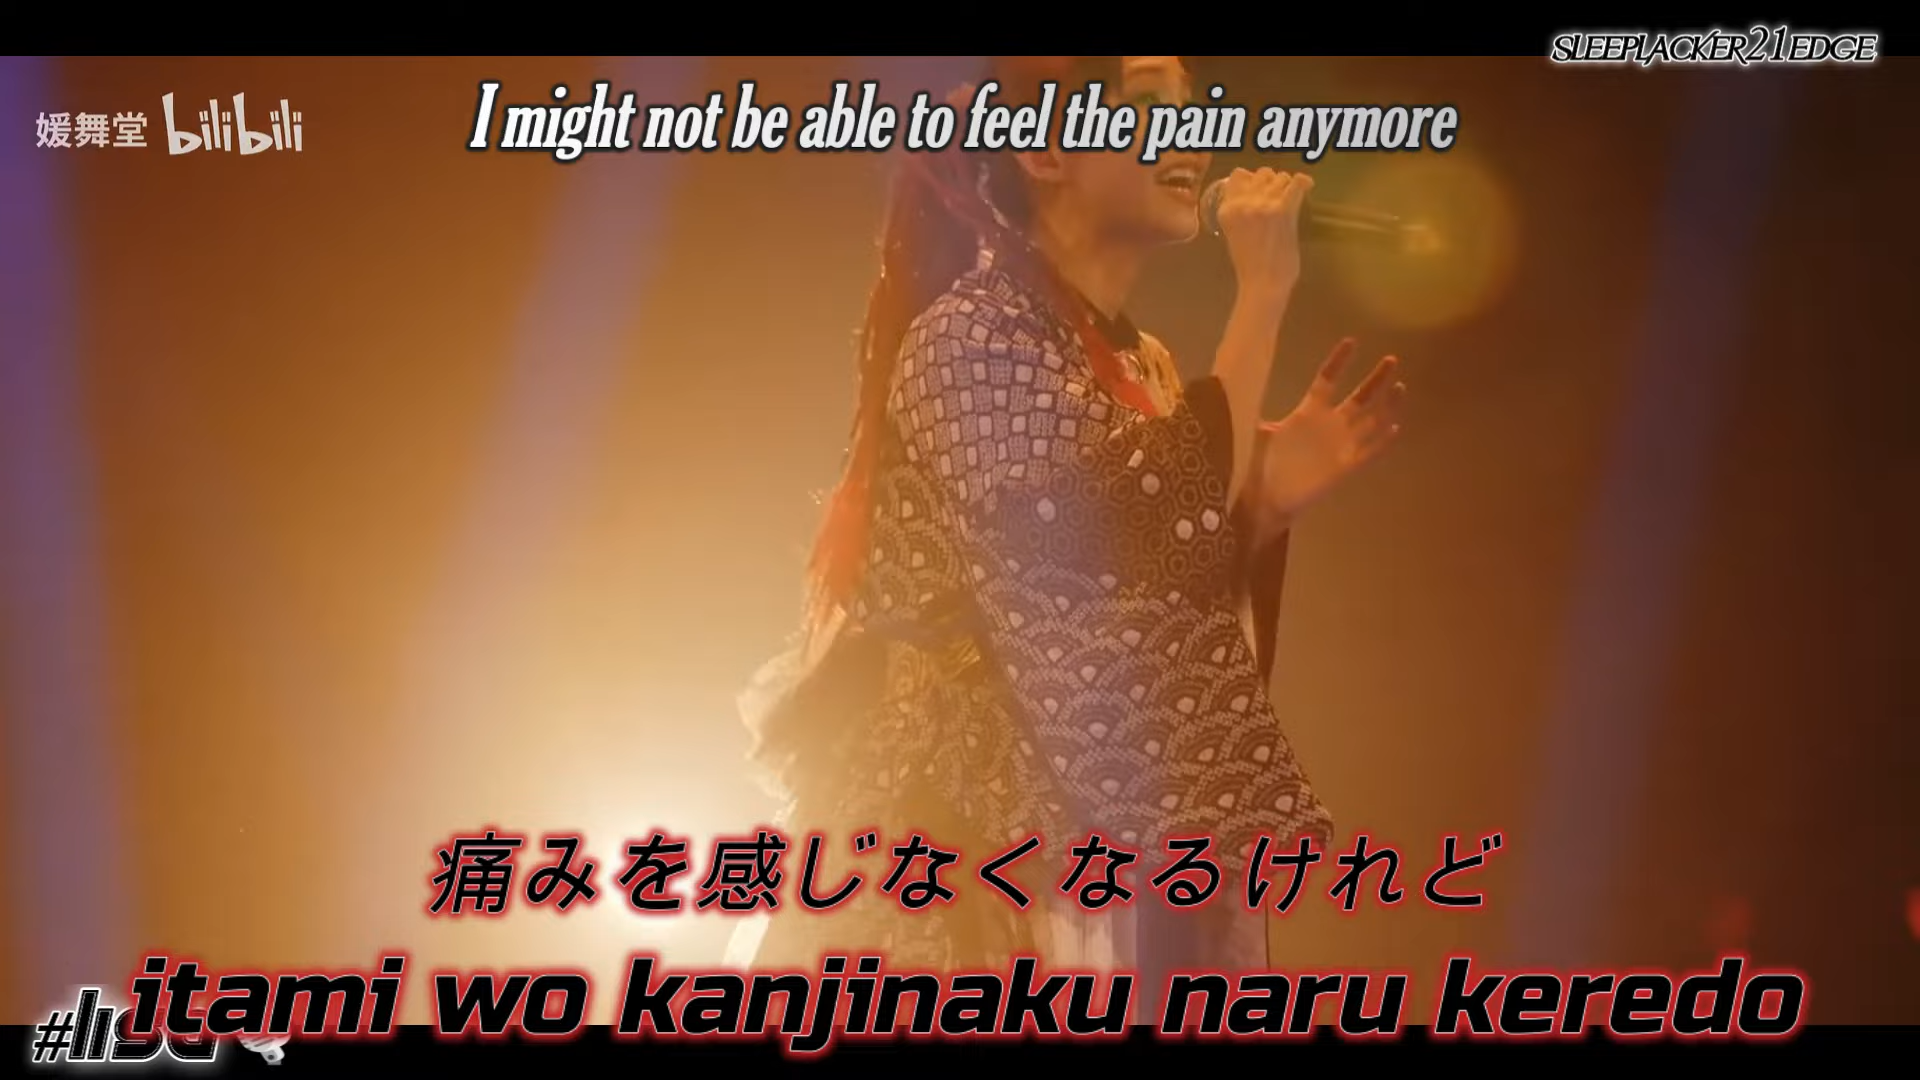 SLEEPLACKER21EDGE
媛舞堂 bilibili
I might not be able to feel the pain anymore
痛みを感じなくなるけれど
itami wo kanjinaku naru keredo
#lisa